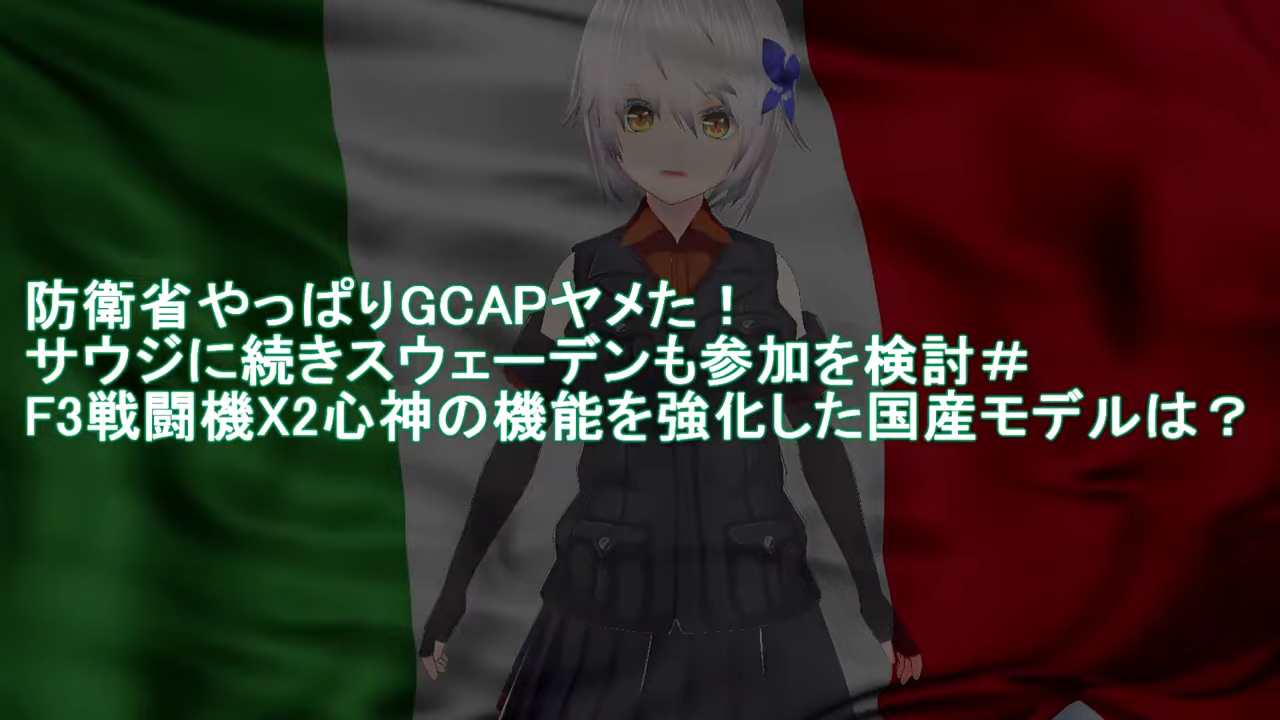 防衛省やっぱりGCAPヤメた！
サウジに続きスウェーデンも参加を検討＃
F3戦闘機X2心神の機能を強化した国産モデルは？